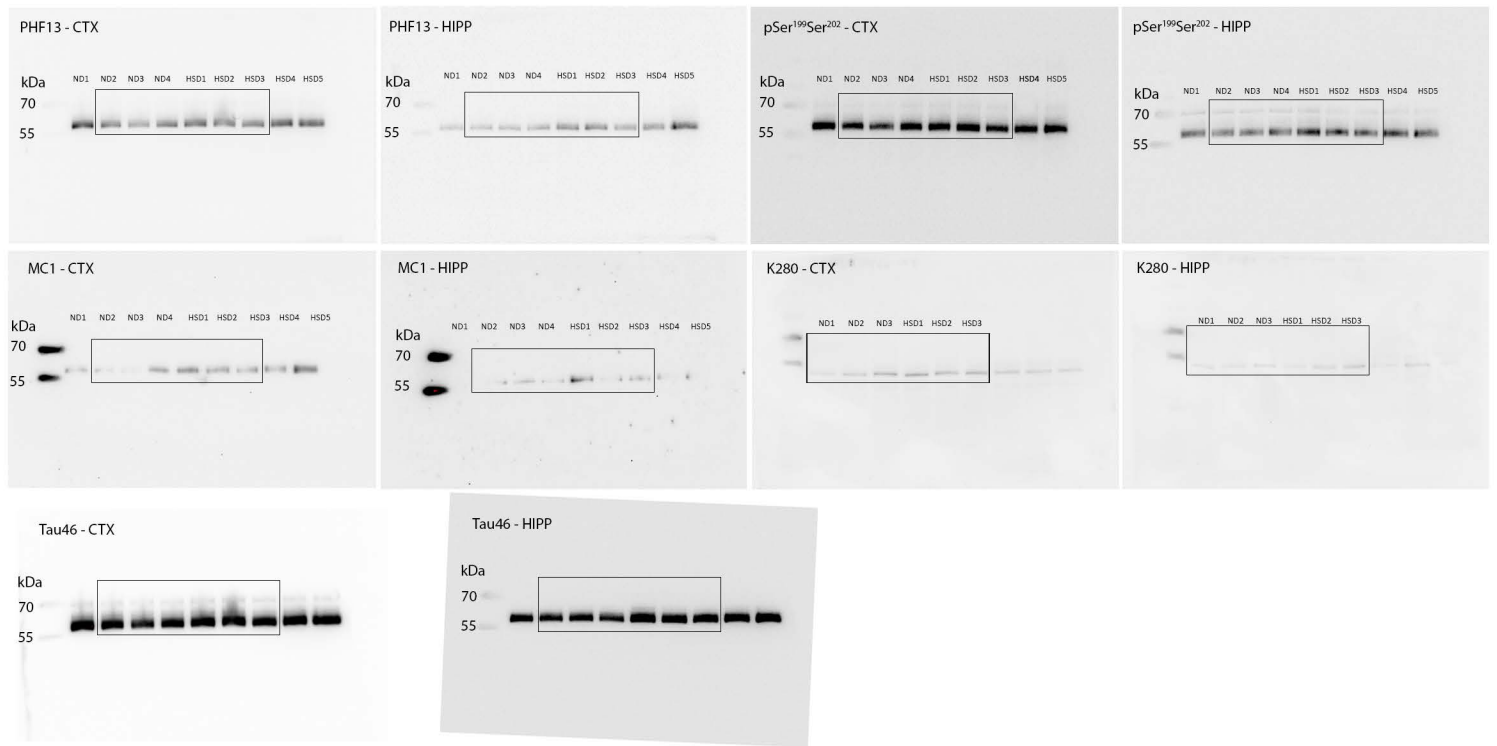 PHF13 - CTX
kDa
ND1 ND2 ND3 ND4 HSD1 HSD2 HSD3 HSD4 HSD5
70
55
PHF13 - HIPP
kDa
ND1 ND2 ND3 ND4 HSD1 HSD2 HSD3 HSD4 HSD5
70
55
pSer¹⁹⁹Ser²⁰² - CTX
kDa
ND1 ND2 ND3 ND4 HSD1 HSD2 HSD3 HSD4 HSD5
70
55
pSer¹⁹⁹Ser²⁰² - HIPP
kDa
ND1 ND2 ND3 ND4 HSD1 HSD2 HSD3 HSD4 HSD5
70
55
MC1 - CTX
kDa
ND1 ND2 ND3 ND4 HSD1 HSD2 HSD3 HSD4 HSD5
70
55
MC1 - HIPP
kDa
ND1 ND2 ND3 ND4 HSD1 HSD2 HSD3 HSD4 HSD5
70
55
K280 - CTX
ND1 ND2 ND3 HSD1 HSD2 HSD3
K280 - HIPP
ND1 ND2 ND3 HSD1 HSD2 HSD3
Tau46 - CTX
kDa
70
55
Tau46 - HIPP
kDa
70
55